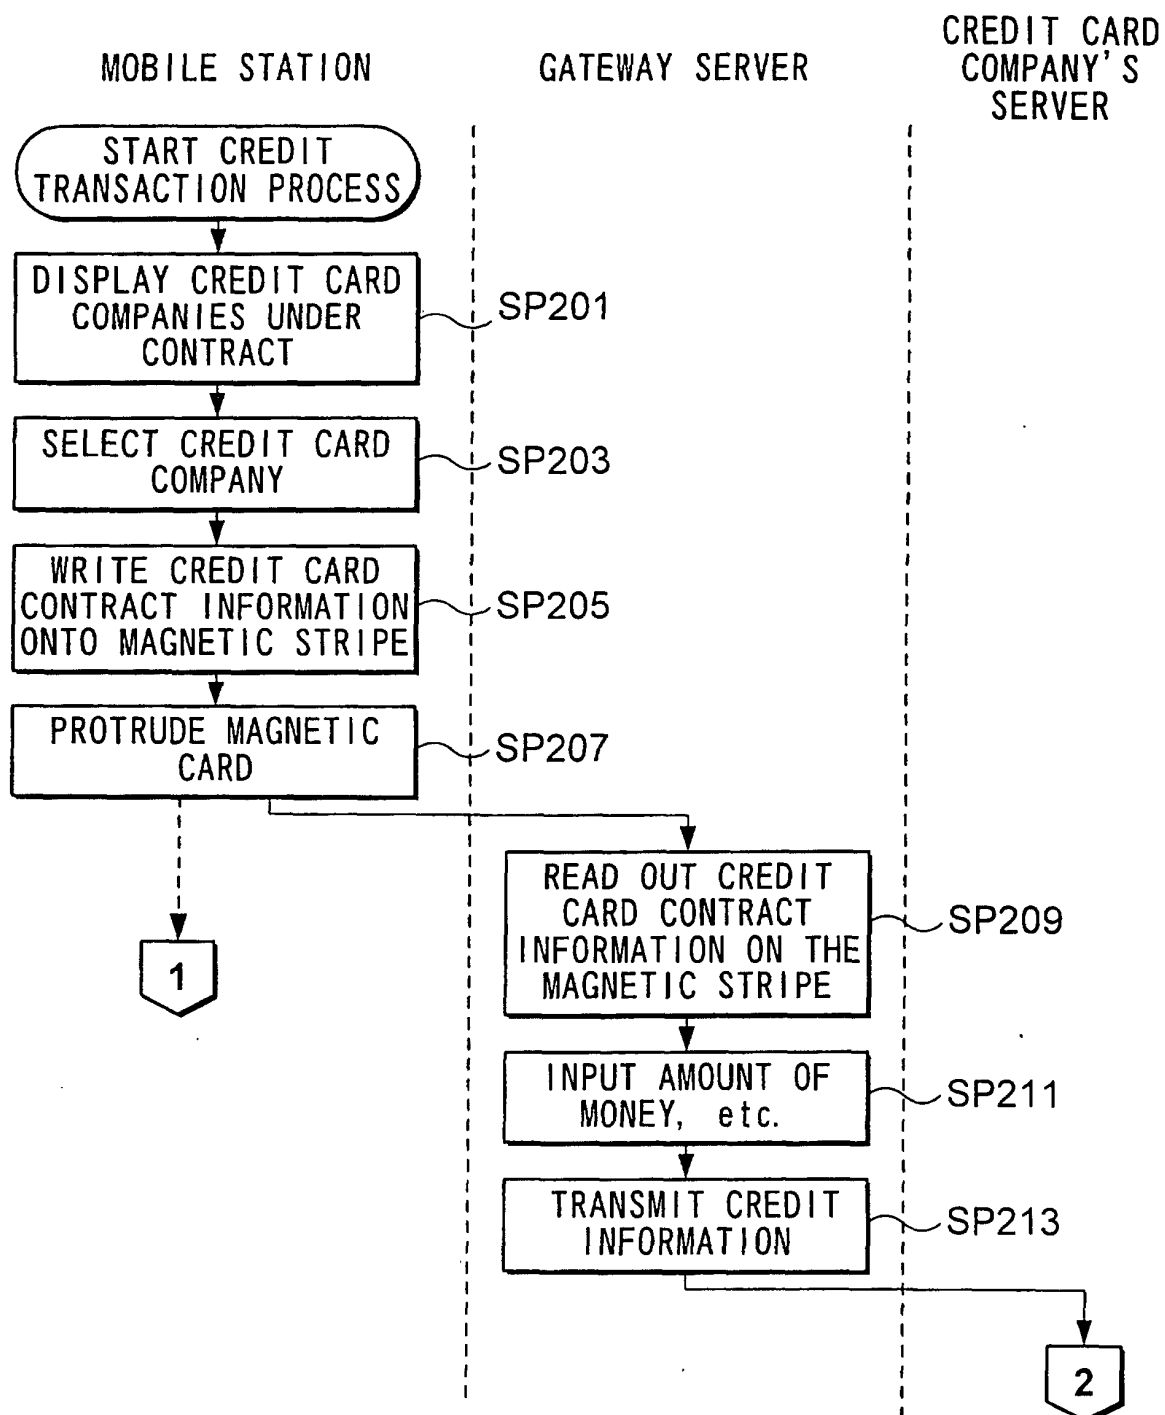 MOBILE STATION
GATEWAY SERVER
CREDIT CARD
COMPANY'S
SERVER
START CREDIT
TRANSACTION PROCESS
DISPLAY CREDIT CARD
COMPANIES UNDER
CONTRACT
SP201
SELECT CREDIT CARD
COMPANY
SP203
WRITE CREDIT CARD
CONTRACT INFORMATION
ONTO MAGNETIC STRIPE
SP205
PROTRUDE MAGNETIC
CARD
SP207
1
READ OUT CREDIT
CARD CONTRACT
INFORMATION ON THE
MAGNETIC STRIPE
SP209
INPUT AMOUNT OF
MONEY, etc.
SP211
TRANSMIT CREDIT
INFORMATION
SP213
2